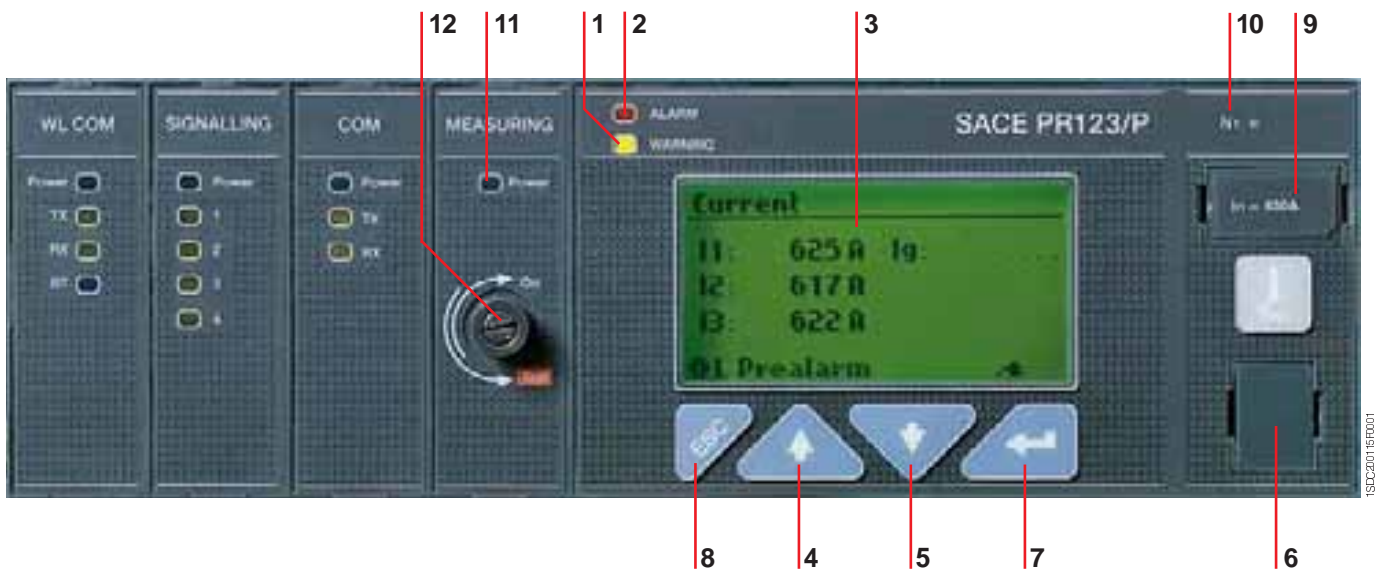 12 11 1 2 3 10 9
WL COM
Power
TX
RX
BT
SIGNALLING
Power
1
2
3
4
COM
Power
TX
RX
MEASURING
Power
On
ALARM
WARNING
SACE PR123/P
Current
I1: 625 A Ig:
I2: 617 A
I3: 622 A
Prealarm
ESC
In = 630A
8 4 5 7 6
1SDC200115F0001